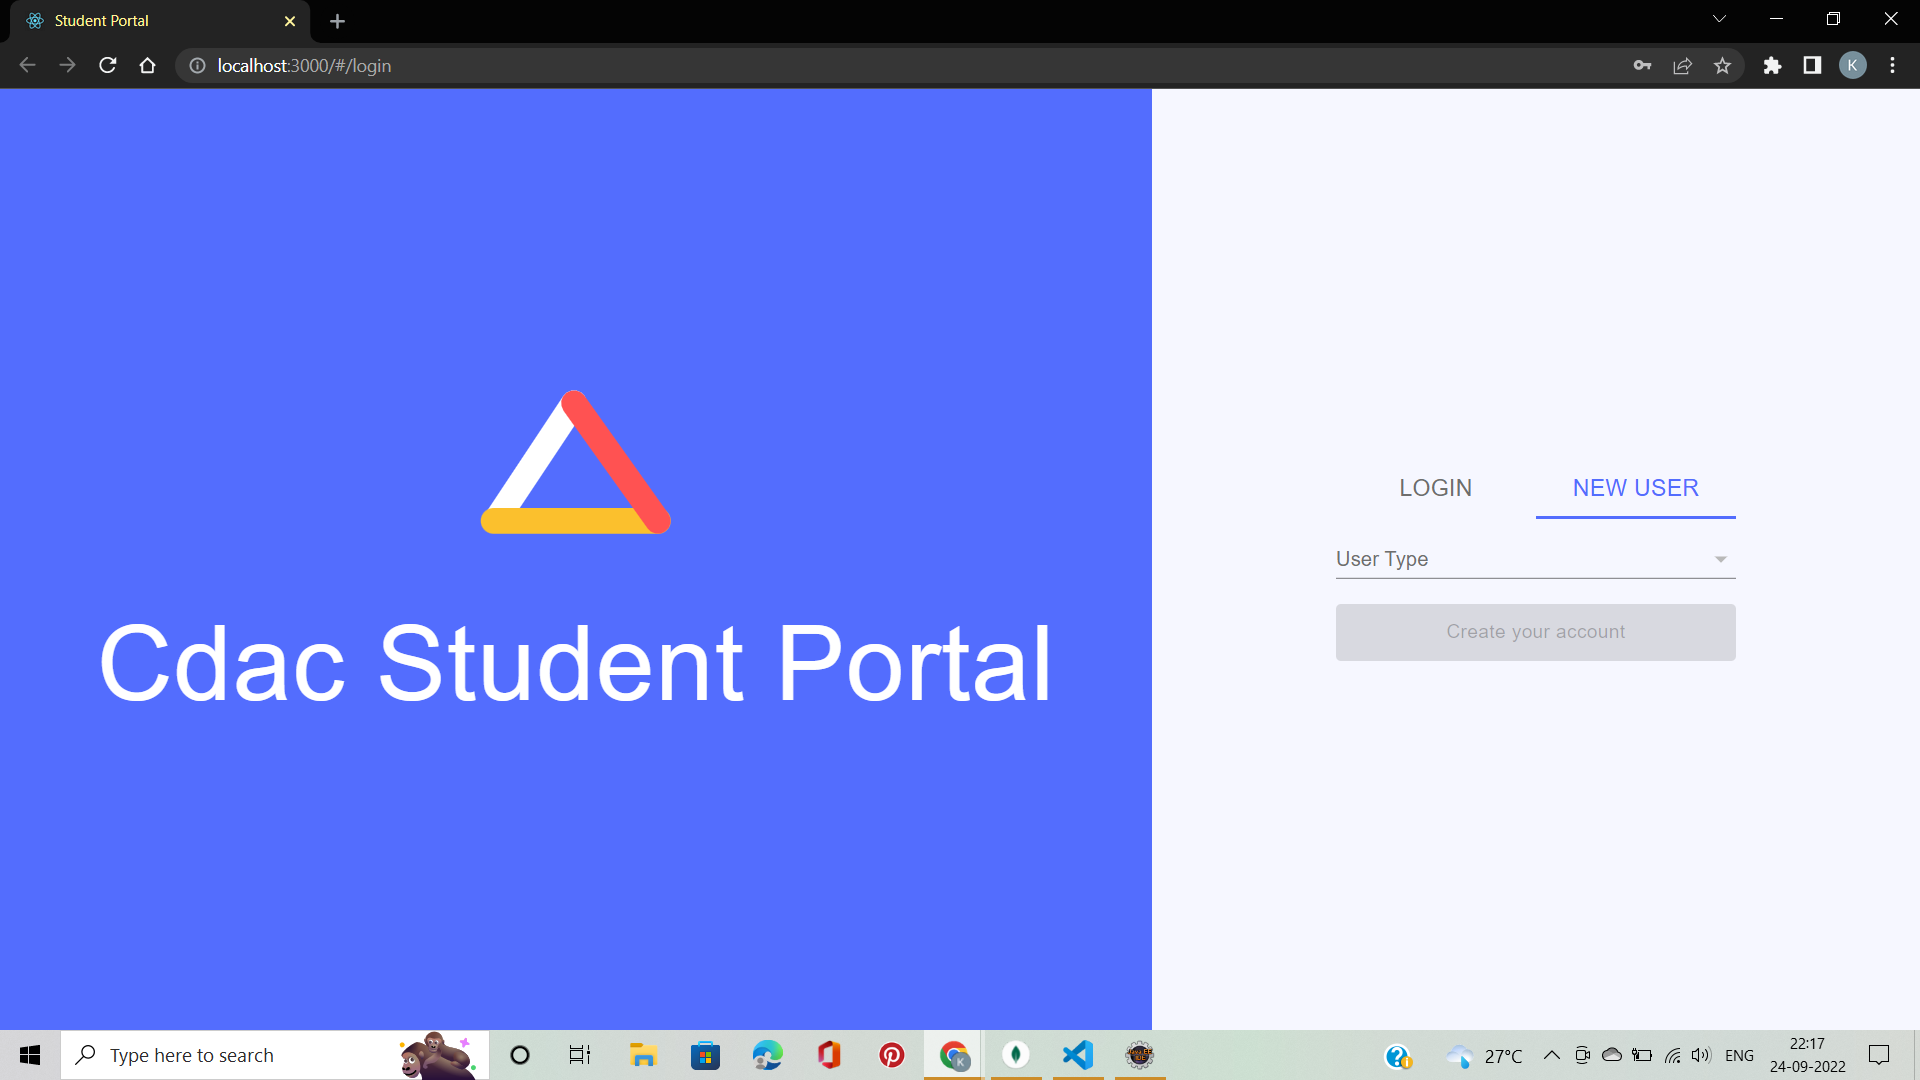 Student Portal
localhost:3000/#/login
K
LOGIN
NEW USER
User Type
Create your account
Cdac Student Portal
Type here to search
K
27°C
ENG
22:17
24-09-2022